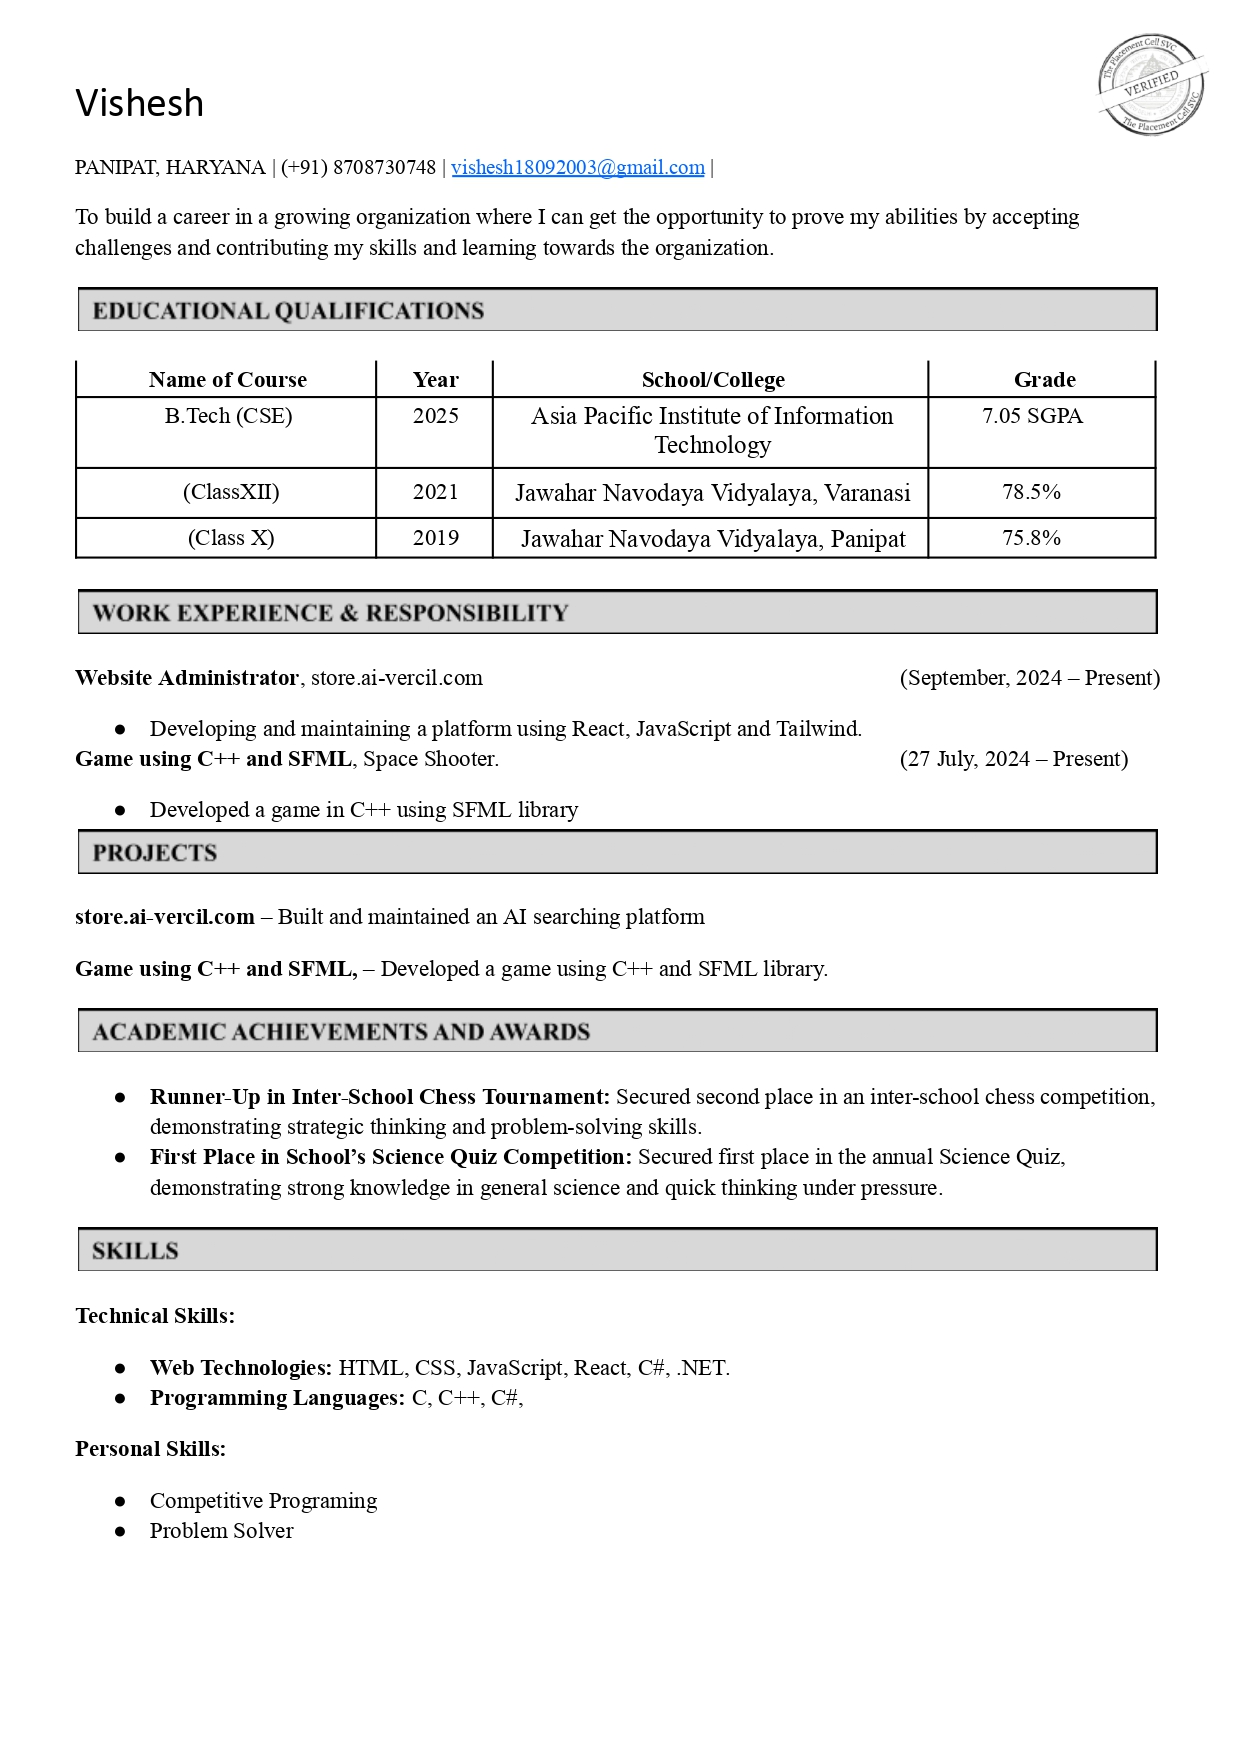 The Placement Cell SVC
VERIFIED
The Placement Cell SVC
Vishesh
PANIPAT, HARYANA | (+91) 8708730748 | vishesh18092003@gmail.com |
To build a career in a growing organization where I can get the opportunity to prove my abilities by accepting
challenges and contributing my skills and learning towards the organization.
EDUCATIONAL QUALIFICATIONS
Name of Course Year School/College Grade
B.Tech (CSE) 2025 Asia Pacific Institute of Information 7.05 SGPA
Technology
(ClassXII) 2021 Jawahar Navodaya Vidyalaya, Varanasi 78.5%
(Class X) 2019 Jawahar Navodaya Vidyalaya, Panipat 75.8%
WORK EXPERIENCE & RESPONSIBILITY
Website Administrator, store.ai-vercil.com (September, 2024 – Present)
● Developing and maintaining a platform using React, JavaScript and Tailwind.
Game using C++ and SFML, Space Shooter. (27 July, 2024 – Present)
● Developed a game in C++ using SFML library
PROJECTS
store.ai-vercil.com – Built and maintained an AI searching platform
Game using C++ and SFML, – Developed a game using C++ and SFML library.
ACADEMIC ACHIEVEMENTS AND AWARDS
● Runner-Up in Inter-School Chess Tournament: Secured second place in an inter-school chess competition,
demonstrating strategic thinking and problem-solving skills.
● First Place in School’s Science Quiz Competition: Secured first place in the annual Science Quiz,
demonstrating strong knowledge in general science and quick thinking under pressure.
SKILLS
Technical Skills:
● Web Technologies: HTML, CSS, JavaScript, React, C#, .NET.
● Programming Languages: C, C++, C#,
Personal Skills:
● Competitive Programing
● Problem Solver